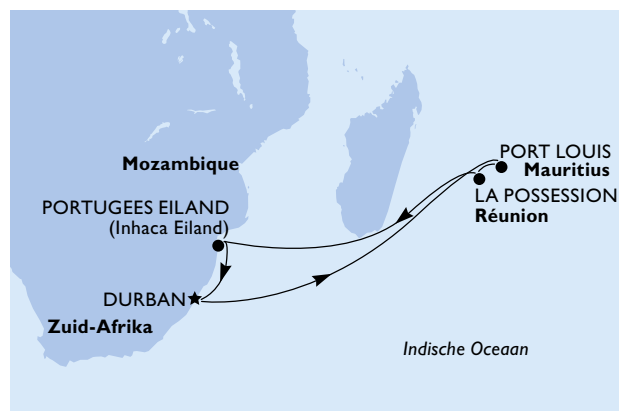 PORT LOUIS
Mauritius
LA POSSESSION
Réunion
Mozambique
PORTUGEES EILAND
(Inhaca Eiland)
DURBAN
Zuid-Afrika
Indische Oceaan